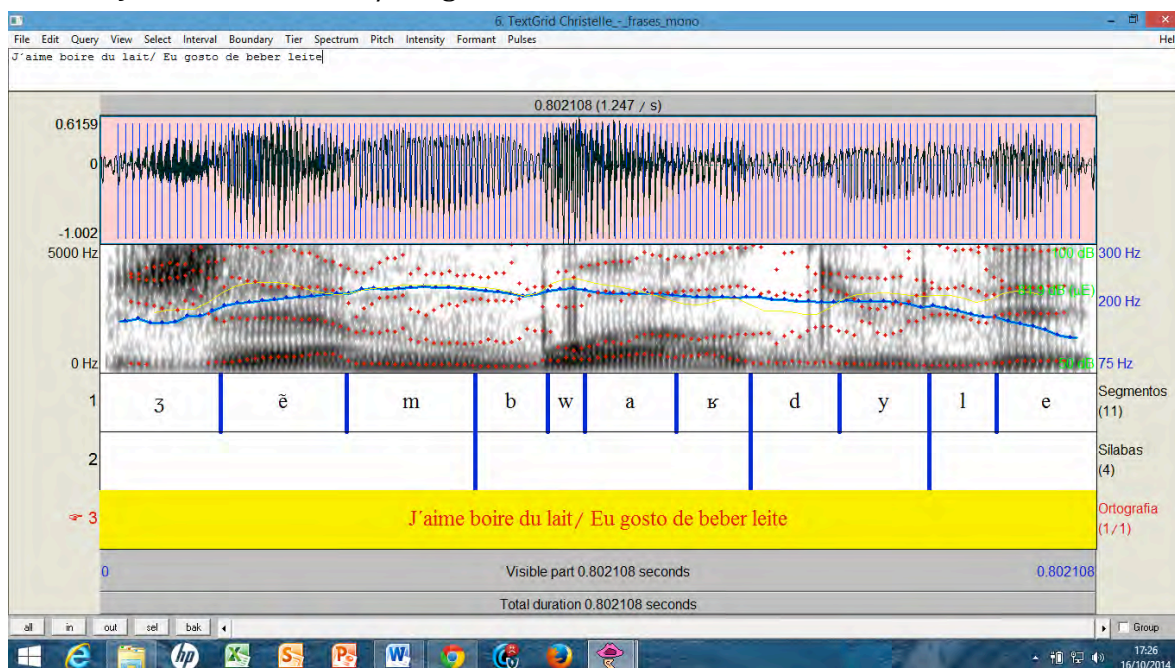 6. TextGrid Christelle_-_frases_mono
File Edit Query View Select Interval Boundary Tier Spectrum Pitch Intensity Formant Pulses Hel
J´aime boire du lait/ Eu gosto de beber leite
0.802108 (1.247 / s)
0.6159
0
-1.002
5000 Hz 100 dB 300 Hz
200 Hz
0 Hz 75 Hz
1 ʒ ẽ m b w a ʁ d y l e Segmentos
(11)
2 Silabas
(4)
3 J´aime boire du lait/ Eu gosto de beber leite Ortografia
(1/1)
0 Visible part 0.802108 seconds 0.802108
Total duration 0.802108 seconds
all in out sel bak Group
17:26
16/10/2014